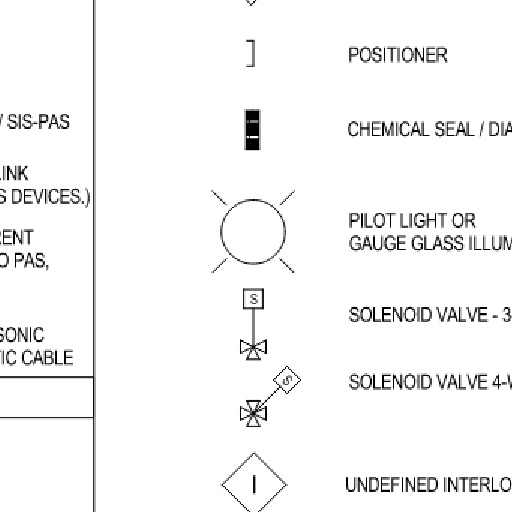 / SIS-PAS
LINK
S DEVICES.)
RENT
O PAS,
SONIC
TIC CABLE
POSITIONER
CHEMICAL SEAL / DIA
PILOT LIGHT OR
GAUGE GLASS ILLUM
S
SOLENOID VALVE - 3
S
SOLENOID VALVE 4-W
I
UNDEFINED INTERLO